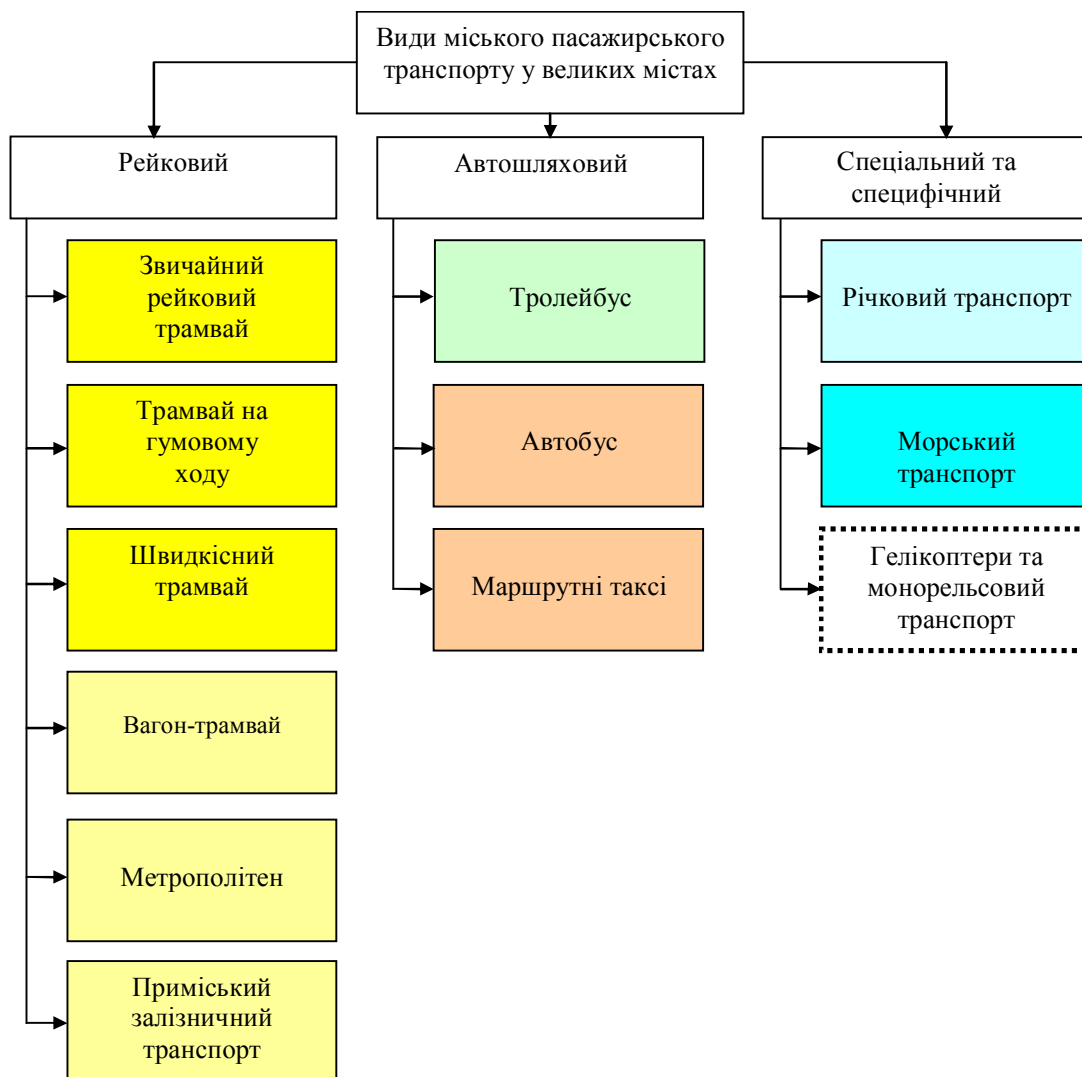 Види міського пасажирського
транспорту у великих містах
Рейковий
Автошляховий
Спеціальний та
специфічний
Звичайний
рейковий
трамвай
Тролейбус
Річковий транспорт
Трамвай на
гумовому
ходу
Автобус
Морський
транспорт
Швидкісний
трамвай
Маршрутні таксі
Гелікоптери та
монорельсовий
транспорт
Вагон-трамвай
Метрополітен
Приміський
залізничний
транспорт